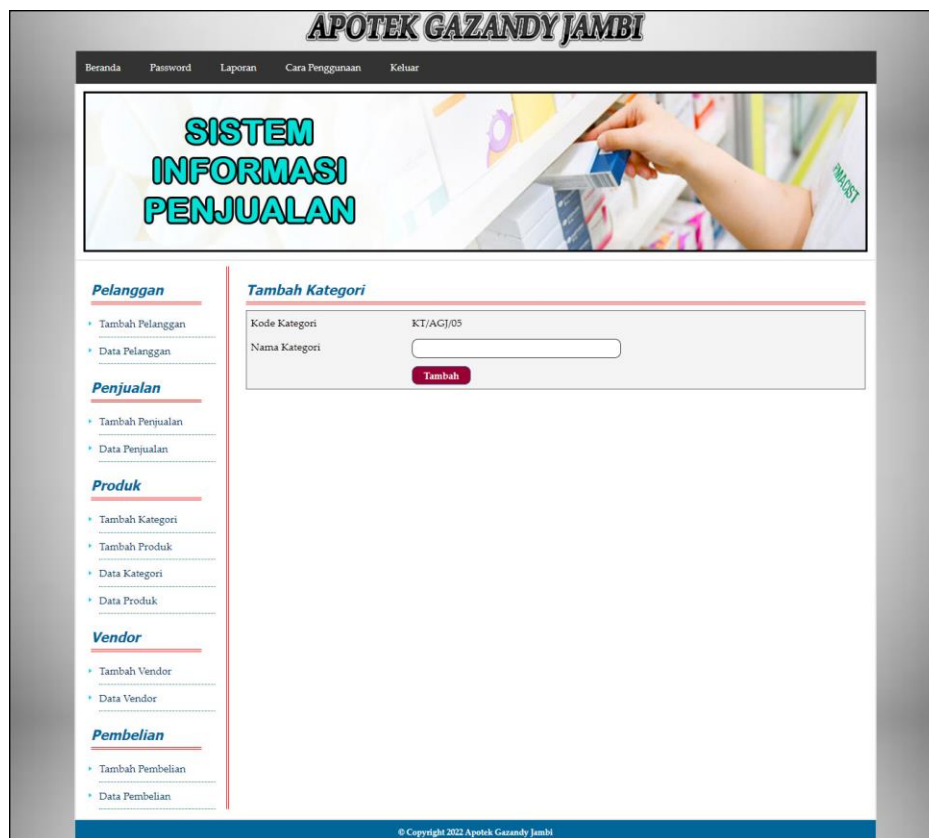 APOTEK GAZANDY JAMBI
Beranda Password Laporan Cara Penggunaan Keluar
SISTEM
INFORMASI
PENJUALAN
Pelanggan
Tambah Pelanggan
Data Pelanggan
Penjualan
Tambah Penjualan
Data Penjualan
Produk
Tambah Kategori
Tambah Produk
Data Kategori
Data Produk
Vendor
Tambah Vendor
Data Vendor
Pembelian
Tambah Pembelian
Data Pembelian
Tambah Kategori
Kode Kategori KT/AGJ/05
Nama Kategori
Tambah
© Copyright 2022 Apotek Gazandy Jambi